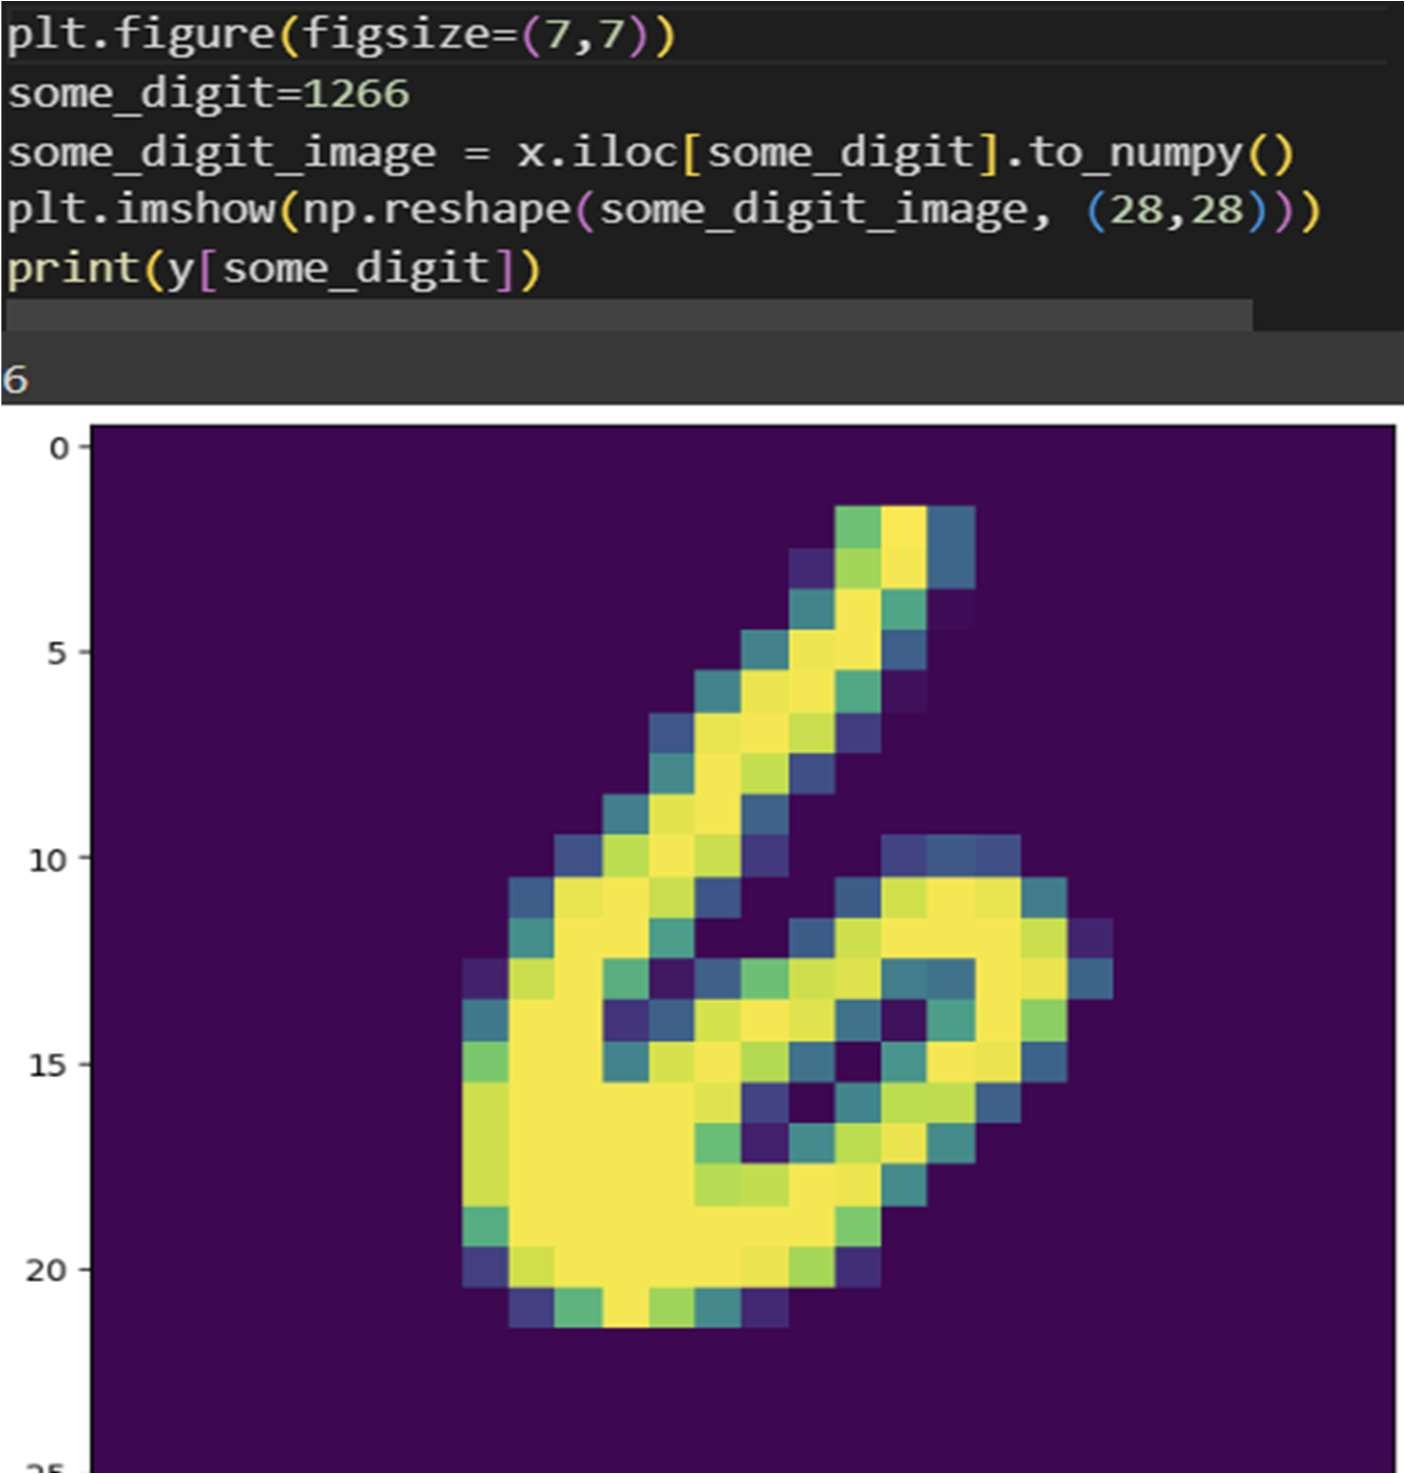 plt.figure(figsize=(7,7))
some_digit=1266
some_digit_image = x.iloc[some_digit].to_numpy()
plt.imshow(np.reshape(some_digit_image, (28,28)))
print(y[some_digit])
6
0
5
10
15
20
25